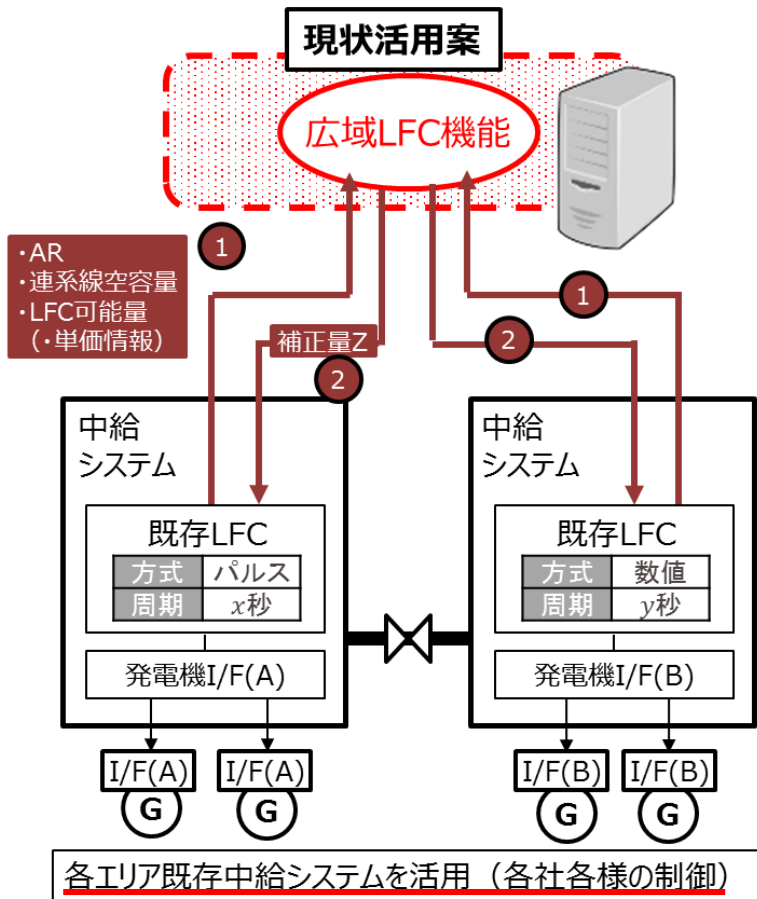 現状活用案
広域LFC機能
・AR
・連系線空容量
・LFC可能量
（・単価情報）
1
1
補正量Z
2
2
中給
システム
既存LFC
方式 パルス
周期 x秒
発電機I/F(A)
I/F(A) I/F(A)
G G
中給
システム
既存LFC
方式 数値
周期 y秒
発電機I/F(B)
I/F(B) I/F(B)
G G
各エリア既存中給システムを活用（各社各様の制御）